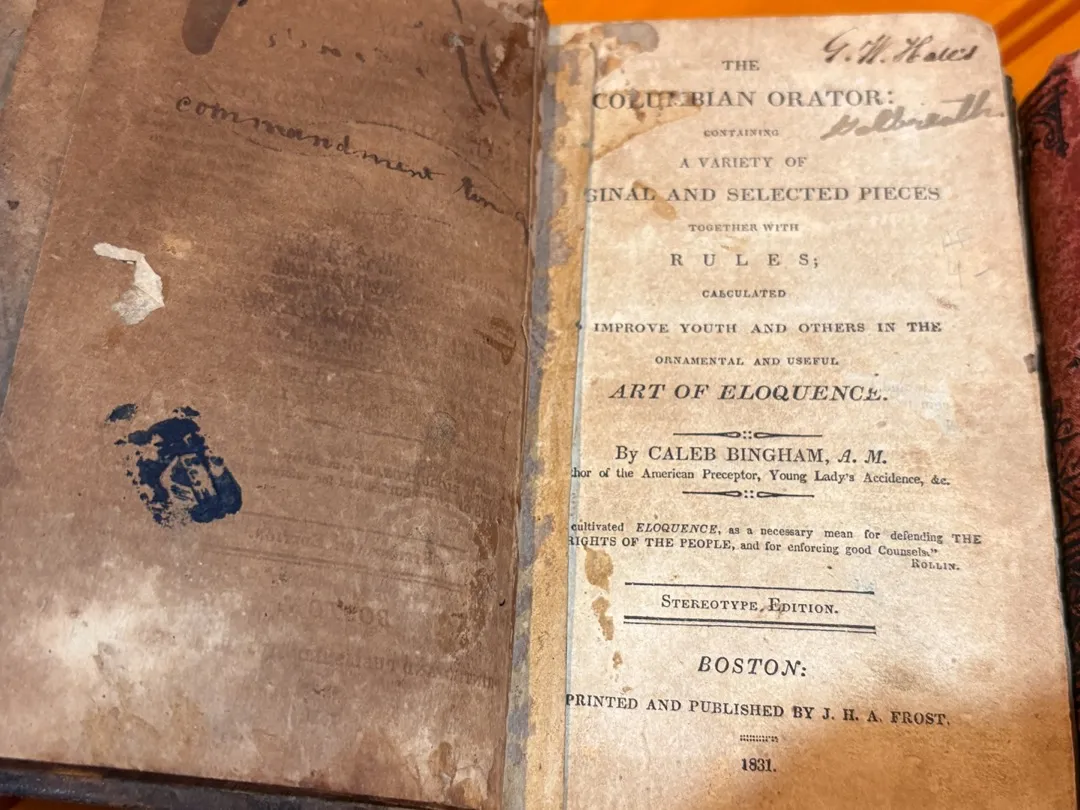 commandment
G. W. Hales
Galbreath
THE
COLUMBIAN ORATOR:
CONTAINING
A VARIETY OF
GINAL AND SELECTED PIECES
TOGETHER WITH
RULES;
CALCULATED
IMPROVE YOUTH AND OTHERS IN THE
ORNAMENTAL AND USEFUL
ART OF ELOQUENCE.
By CALEB BINGHAM, A. M.
hor of the American Preceptor, Young Lady's Accidence, &c.
cultivated ELOQUENCE, as a necessary mean for defending THE
RIGHTS OF THE PEOPLE, and for enforcing good Counsels."
ROLLIN.
STEREOTYPE EDITION.
BOSTON:
PRINTED AND PUBLISHED BY J. H. A. FROST.
1831.